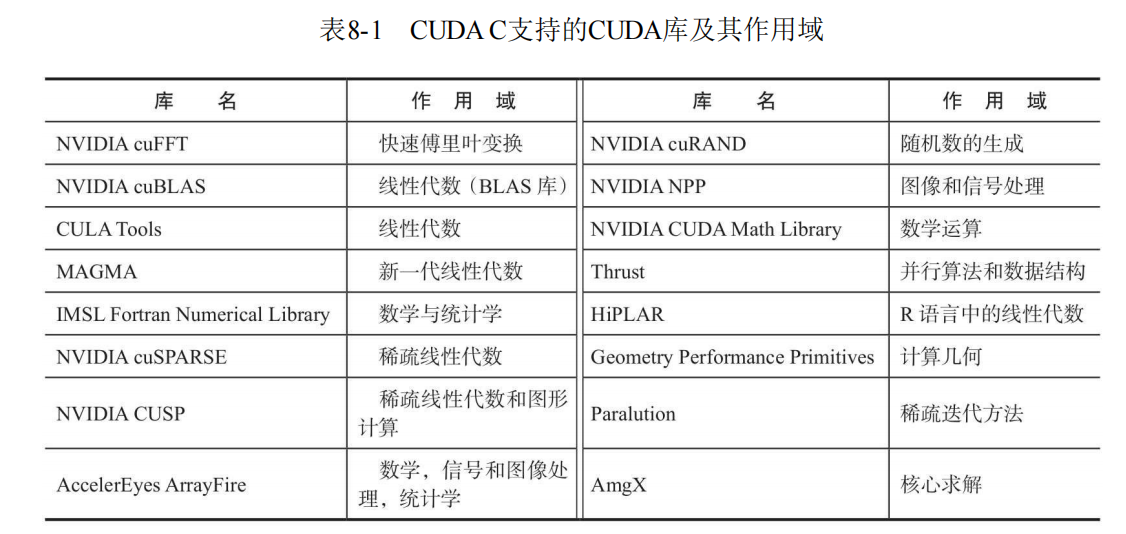 表8-1 CUDA C支持的CUDA库及其作用域
库 名 作 用 域 库 名 作 用 域
NVIDIA cuFFT 快速傅里叶变换 NVIDIA cuRAND 随机数的生成
NVIDIA cuBLAS 线性代数（BLAS 库） NVIDIA NPP 图像和信号处理
CULA Tools 线性代数 NVIDIA CUDA Math Library 数学运算
MAGMA 新一代线性代数 Thrust 并行算法和数据结构
IMSL Fortran Numerical Library 数学与统计学 HiPLAR R 语言中的线性代数
NVIDIA cuSPARSE 稀疏线性代数 Geometry Performance Primitives 计算几何
NVIDIA CUSP 稀疏线性代数和图形
计算 Paralution 稀疏迭代方法
AccelerEyes ArrayFire 数学，信号和图像处
理，统计学 AmgX 核心求解